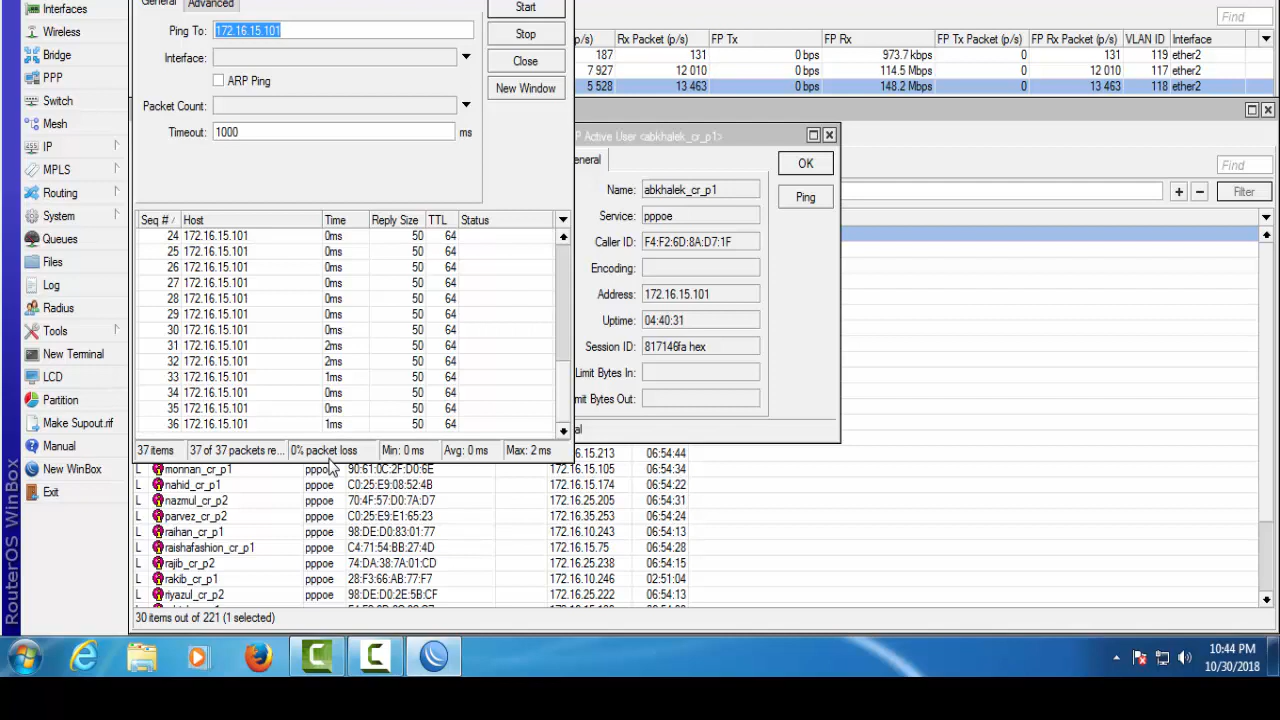 Interfaces
Wireless
Bridge
PPP
Switch
Mesh
IP
MPLS
Routing
System
Queues
Files
Log
Radius
Tools
New Terminal
LCD
Partition
Make Supout.rif
Manual
New WinBox
Exit
RouterOS WinBox
General Advanced
Ping To: 172.16.15.101
Interface:
ARP Ping
Packet Count:
Timeout: 1000 ms
Start
Stop
Close
New Window
Seq # Host Time Reply Size TTL Status
24 172.16.15.101 0ms 50 64
25 172.16.15.101 0ms 50 64
26 172.16.15.101 0ms 50 64
27 172.16.15.101 0ms 50 64
28 172.16.15.101 0ms 50 64
29 172.16.15.101 0ms 50 64
30 172.16.15.101 0ms 50 64
31 172.16.15.101 2ms 50 64
32 172.16.15.101 2ms 50 64
33 172.16.15.101 1ms 50 64
34 172.16.15.101 0ms 50 64
35 172.16.15.101 0ms 50 64
36 172.16.15.101 1ms 50 64
37 items 37 of 37 packets re... 0% packet loss Min: 0 ms Avg: 0 ms Max: 2 ms
Find
(p/s) Rx Packet (p/s) FP Tx FP Rx FP Tx Packet (p/s) FP Rx Packet (p/s) VLAN ID Interface
187 131 0 bps 973.7 kbps 0 131 119 ether2
7 927 12 010 0 bps 114.5 Mbps 0 12 010 117 ether2
5 528 13 463 0 bps 148.2 Mbps 0 13 463 118 ether2
Find
Filter
P Active User <abkhalek_cr_p1>
eneral
OK
Ping
Name: abkhalek_cr_p1
Service: pppoe
Caller ID: F4:F2:6D:8A:D7:1F
Encoding:
Address: 172.16.15.101
Uptime: 04:40:31
Session ID: 817146fa hex
Limit Bytes In:
mit Bytes Out:
al
15.213 06:54:44
L monnan_cr_p1 pppoe 90:61:0C:2F:D0:6E 172.16.15.105 06:54:34
L nahid_cr_p1 pppoe C0:25:E9:08:52:4B 172.16.15.174 06:54:22
L nazmul_cr_p2 pppoe 70:4F:57:D0:7A:D7 172.16.25.205 06:54:31
L parvez_cr_p2 pppoe C0:25:E9:E1:65:23 172.16.35.253 06:54:24
L raihan_cr_p1 pppoe 98:DE:D0:83:01:77 172.16.10.243 06:54:13
L raishafashion_cr_p1 pppoe C4:71:54:BB:27:4D 172.16.15.75 06:54:28
L rajib_cr_p2 pppoe 74:DA:38:7A:01:CD 172.16.25.238 06:54:15
L rakib_cr_p1 pppoe 28:F3:66:AB:77:F7 172.16.10.246 02:51:04
L riyazul_cr_p2 pppoe 98:DE:D0:2E:5B:CF 172.16.25.232 06:54:13
30 items out of 221 (1 selected)
10:44 PM
10/30/2018